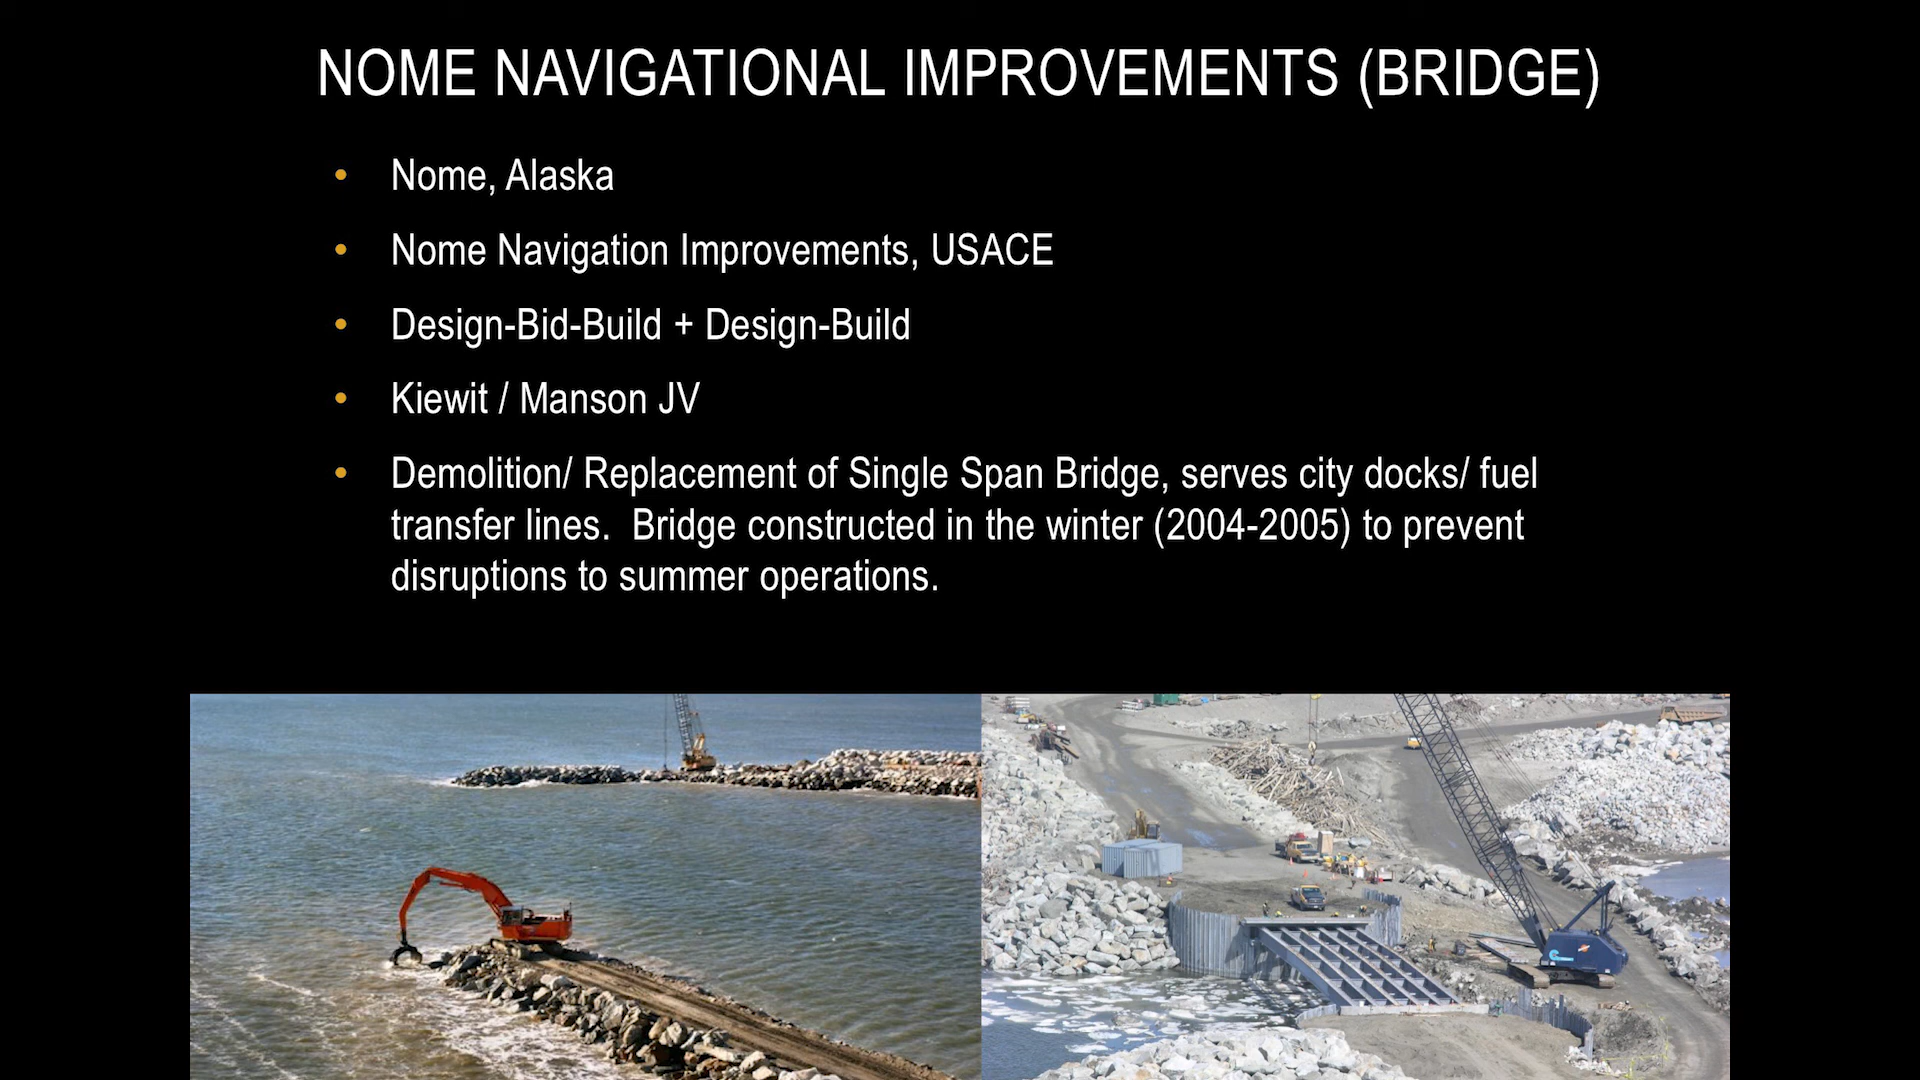 NOME NAVIGATIONAL IMPROVEMENTS (BRIDGE)
• Nome, Alaska
• Nome Navigation Improvements, USACE
• Design-Bid-Build + Design-Build
• Kiewit / Manson JV
• Demolition/ Replacement of Single Span Bridge, serves city docks/ fuel
transfer lines.  Bridge constructed in the winter (2004-2005) to prevent
disruptions to summer operations.